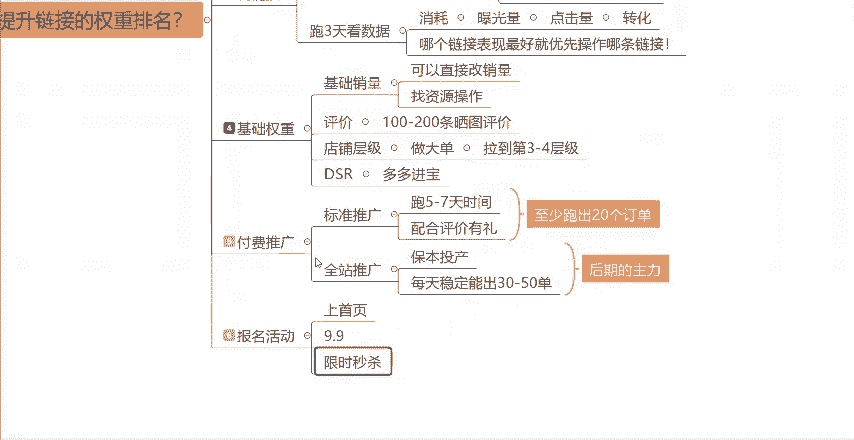 提升链接的权重排名?
跑3天看数据
消耗 曝光量 点击量 转化
哪个链接表现最好就优先操作哪条链接!
4 基础权重
基础销量
可以直接改销量
找资源操作
评价 100-200条晒图评价
店铺层级 做大单 拉到第3-4层级
DSR 多多进宝
付费推广
标准推广
跑5-7天时间
配合评价有礼
至少跑出20个订单
全站推广
保本投产
每天稳定能出30-50单
后期的主力
报名活动
上首页
9.9
限时秒杀